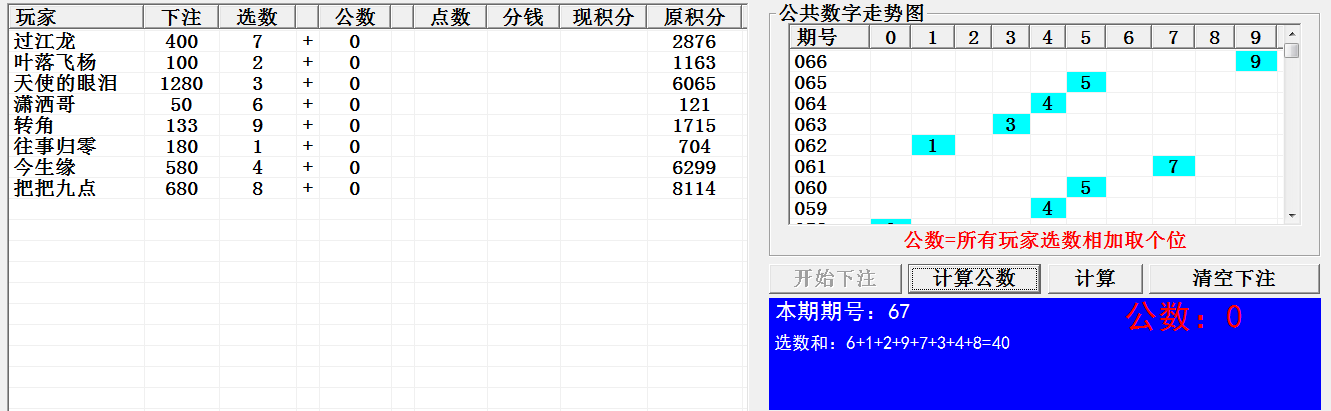 玩家 下注 选数 公数 点数 分钱 现积分 原积分
过江龙 400 7 + 0 2876
叶落飞杨 100 2 + 0 1163
天使的眼泪 1280 3 + 0 6065
潇洒哥 50 6 + 0 121
转角 133 9 + 0 1715
往事归零 180 1 + 0 704
今生缘 580 4 + 0 6299
把把九点 680 8 + 0 8114
公共数字走势图
期号 0 1 2 3 4 5 6 7 8 9
066 9
065 5
064 4
063 3
062 1
061 7
060 5
059 4
公数=所有玩家选数相加取个位
开始下注 计算公数 计算 清空下注
本期期号：67 公数：0
选数和：6+1+2+9+7+3+4+8=40